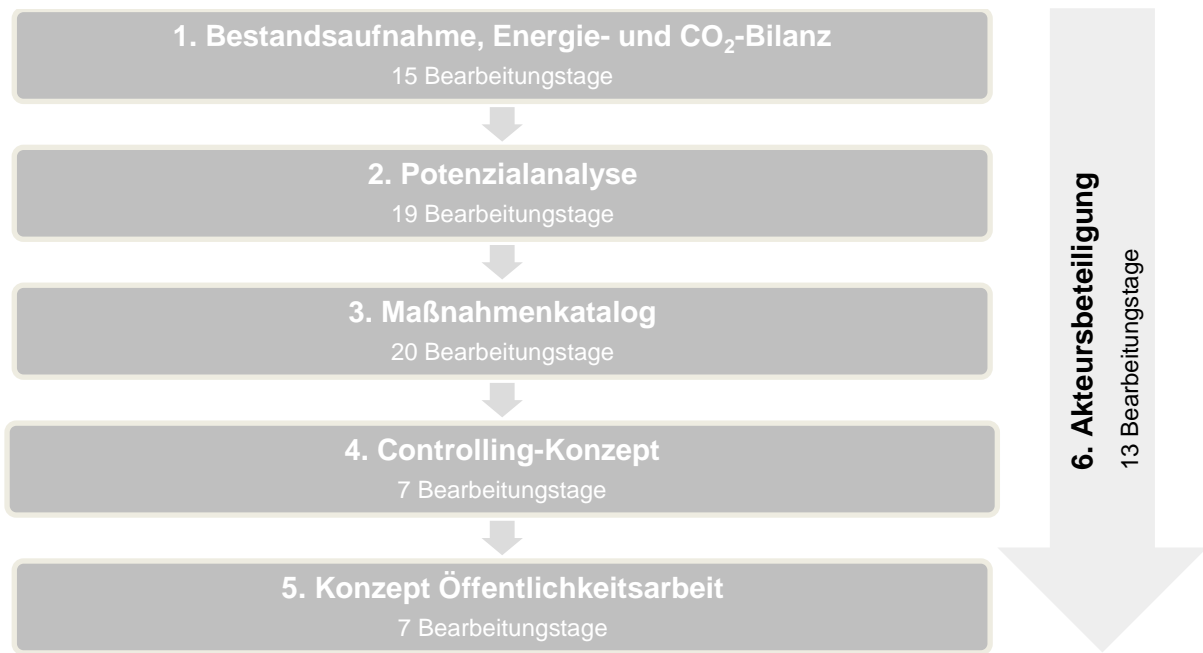 1. Bestandsaufnahme, Energie- und CO₂-Bilanz
15 Bearbeitungstage
2. Potenzialanalyse
19 Bearbeitungstage
3. Maßnahmenkatalog
20 Bearbeitungstage
4. Controlling-Konzept
7 Bearbeitungstage
5. Konzept Öffentlichkeitsarbeit
7 Bearbeitungstage
6. Akteursbeteiligung
13 Bearbeitungstage